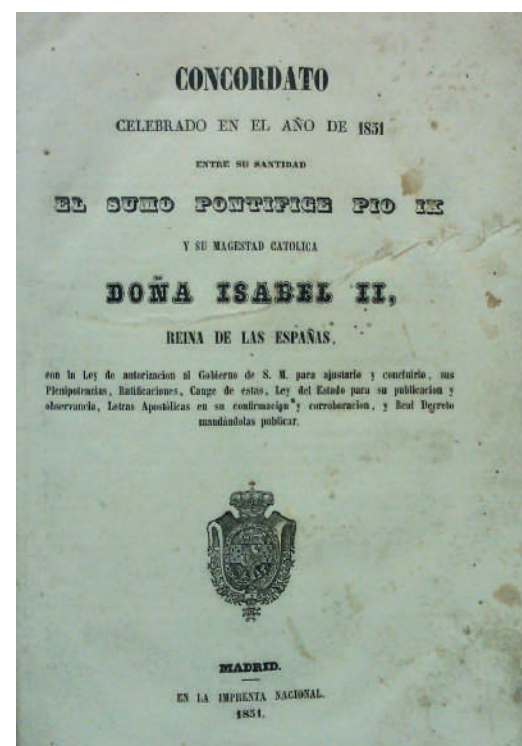 CONCORDATO
CELEBRADO EN EL AÑO DE 1851
ENTRE SU SANTIDAD
EL SUMO PONTIFICE PIO IX
Y SU MAGESTAD CATOLICA
DOÑA ISABEL II,
REINA DE LAS ESPAÑAS,
con la Ley de autorizacion al Gobierno de S. M. para ajustarlo y concluirlo, sus
Plenipotencias, Ratificaciones, Cange de estas, Ley del Estado para su publicacion y
observancia, Letras Apostólicas en su confirmacion y corroboracion, y Real Decreto
mandándolas publicar.
MADRID.
EN LA IMPRENTA NACIONAL.
1851.